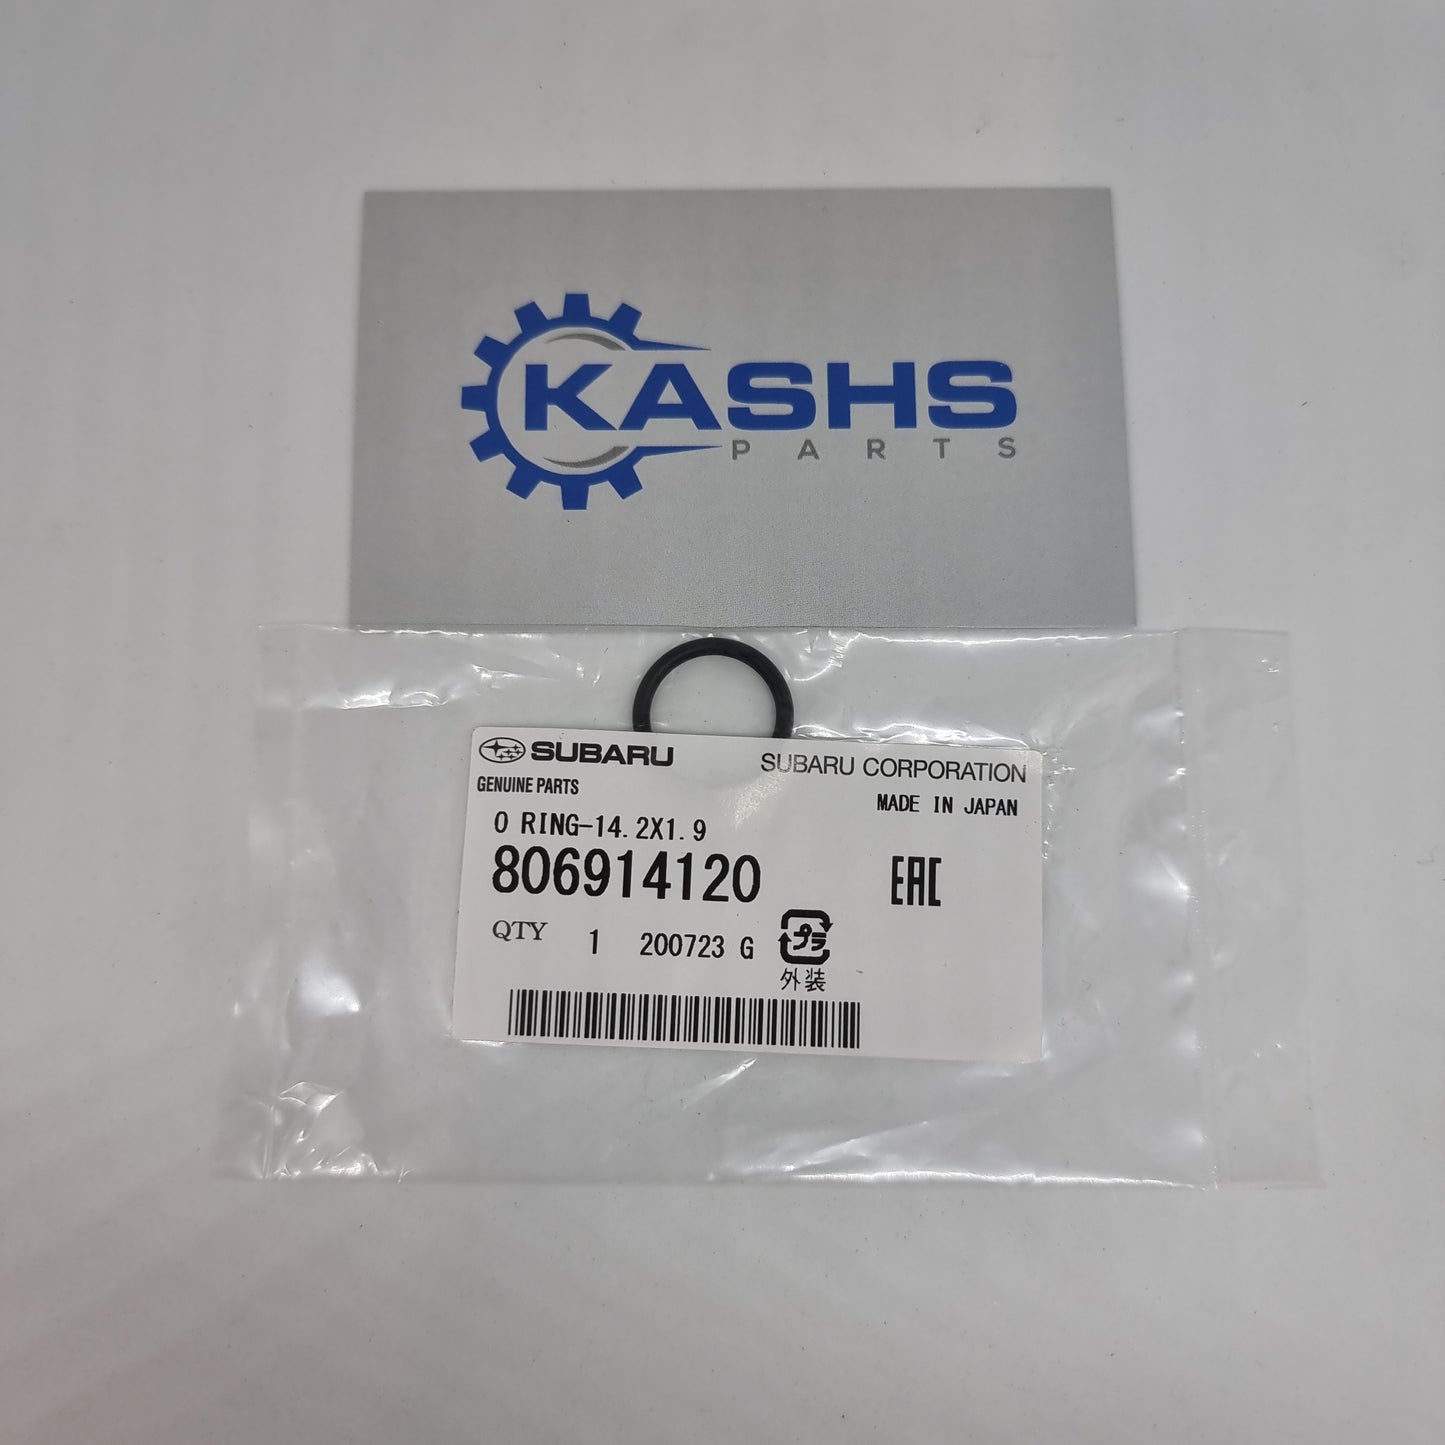 KASHS
PARTS
SUBARU
SUBARU CORPORATION
GENUINE PARTS
MADE IN JAPAN
O RING-14.2X1.9
806914120
EAC
QTY 1 200723 G
プラ
外装